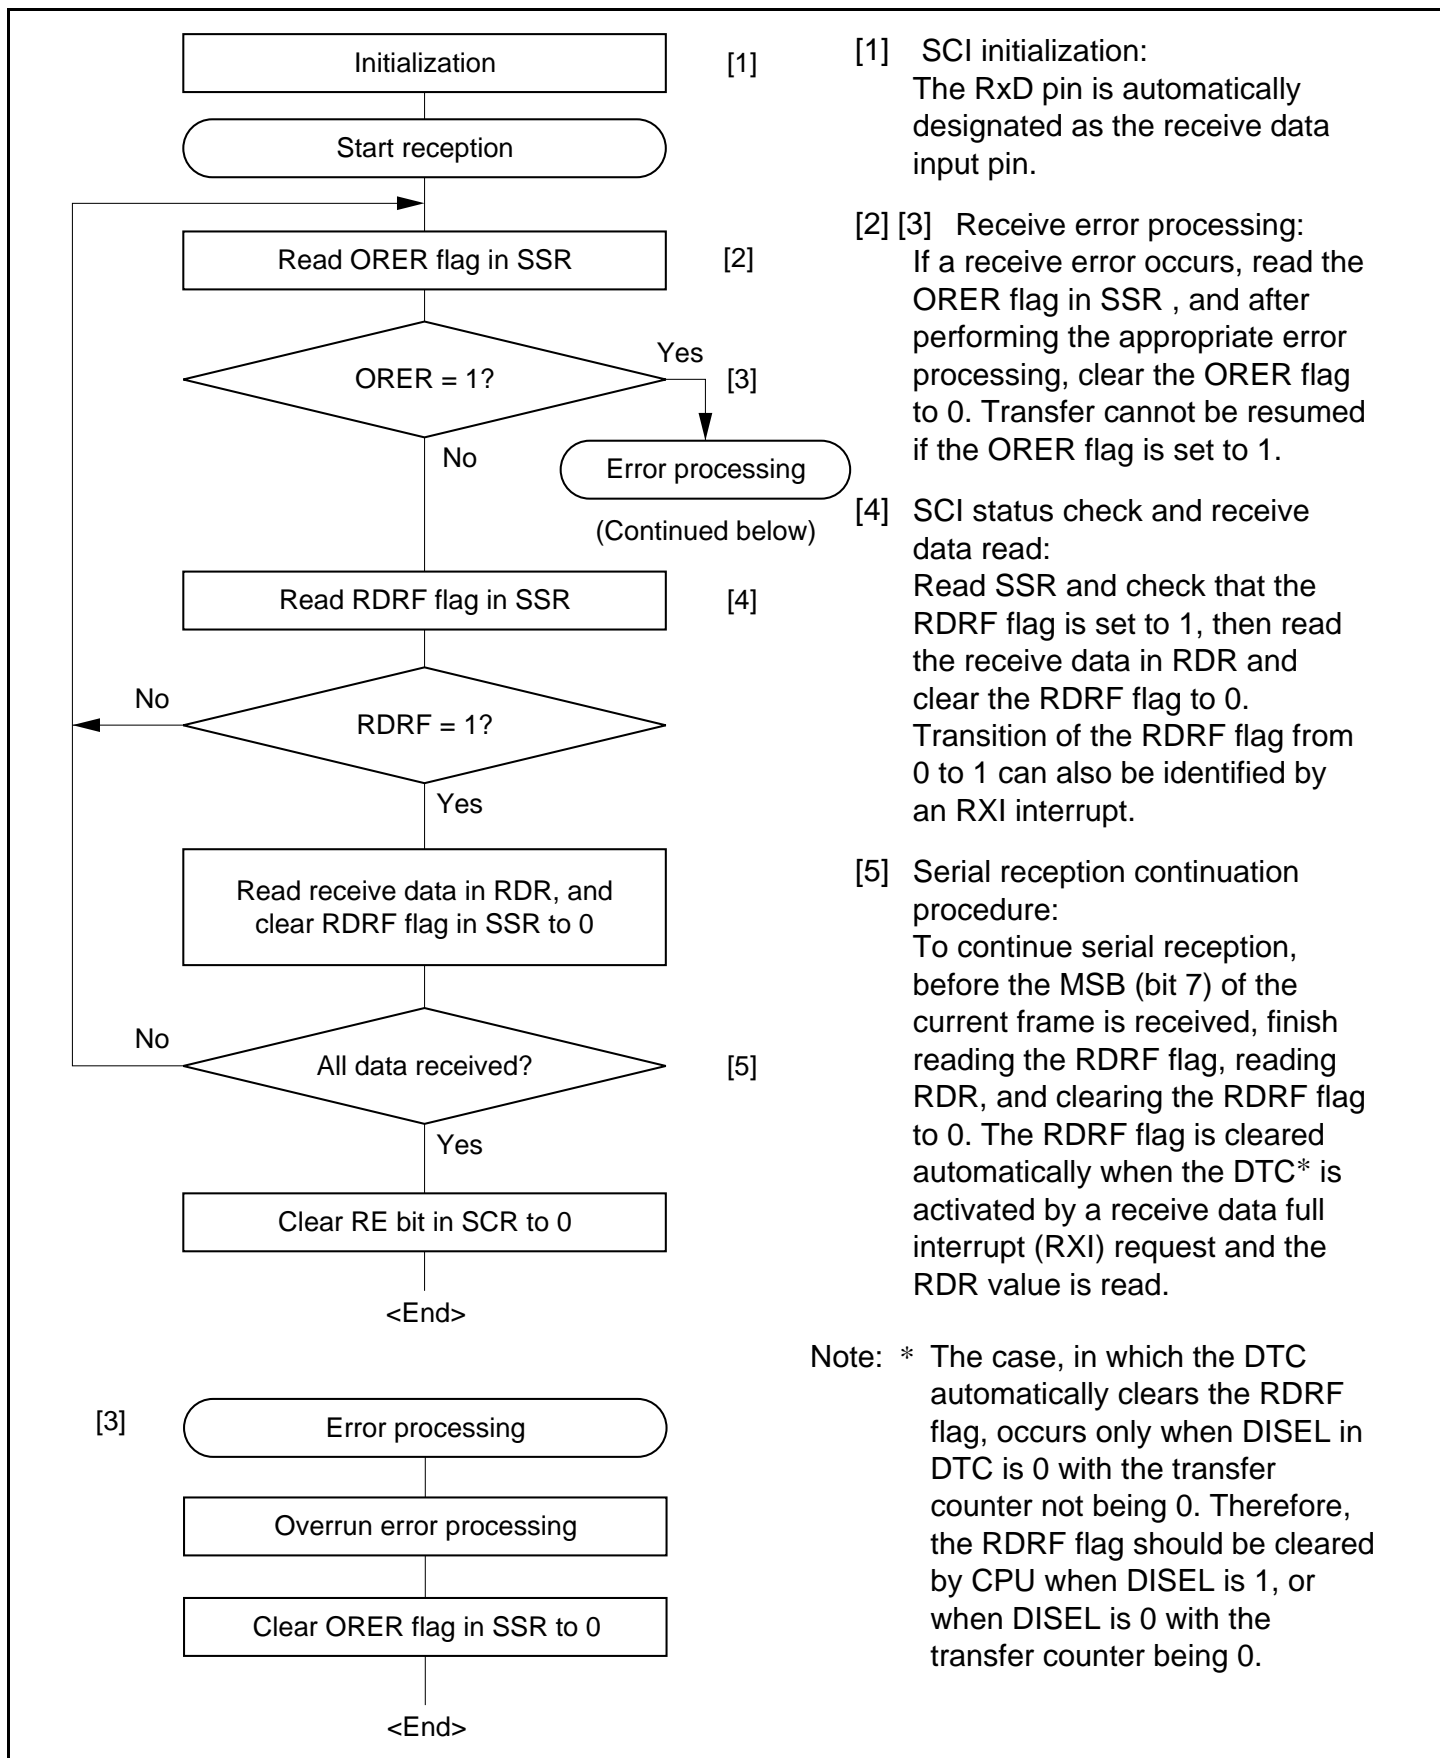 Initialization
[1]
Start reception
Read ORER flag in SSR
[2]
ORER = 1?
Yes
[3]
No
Error processing
(Continued below)
Read RDRF flag in SSR
[4]
No
RDRF = 1?
Yes
Read receive data in RDR, and
clear RDRF flag in SSR to 0
No
All data received?
[5]
Yes
Clear RE bit in SCR to 0
<End>
[3]
Error processing
Overrun error processing
Clear ORER flag in SSR to 0
<End>
[1] SCI initialization:
The RxD pin is automatically
designated as the receive data
input pin.
[2] [3] Receive error processing:
If a receive error occurs, read the
ORER flag in SSR , and after
performing the appropriate error
processing, clear the ORER flag
to 0. Transfer cannot be resumed
if the ORER flag is set to 1.
[4] SCI status check and receive
data read:
Read SSR and check that the
RDRF flag is set to 1, then read
the receive data in RDR and
clear the RDRF flag to 0.
Transition of the RDRF flag from
0 to 1 can also be identified by
an RXI interrupt.
[5] Serial reception continuation
procedure:
To continue serial reception,
before the MSB (bit 7) of the
current frame is received, finish
reading the RDRF flag, reading
RDR, and clearing the RDRF flag
to 0. The RDRF flag is cleared
automatically when the DTC* is
activated by a receive data full
interrupt (RXI) request and the
RDR value is read.
Note: * The case, in which the DTC
automatically clears the RDRF
flag, occurs only when DISEL in
DTC is 0 with the transfer
counter not being 0. Therefore,
the RDRF flag should be cleared
by CPU when DISEL is 1, or
when DISEL is 0 with the
transfer counter being 0.